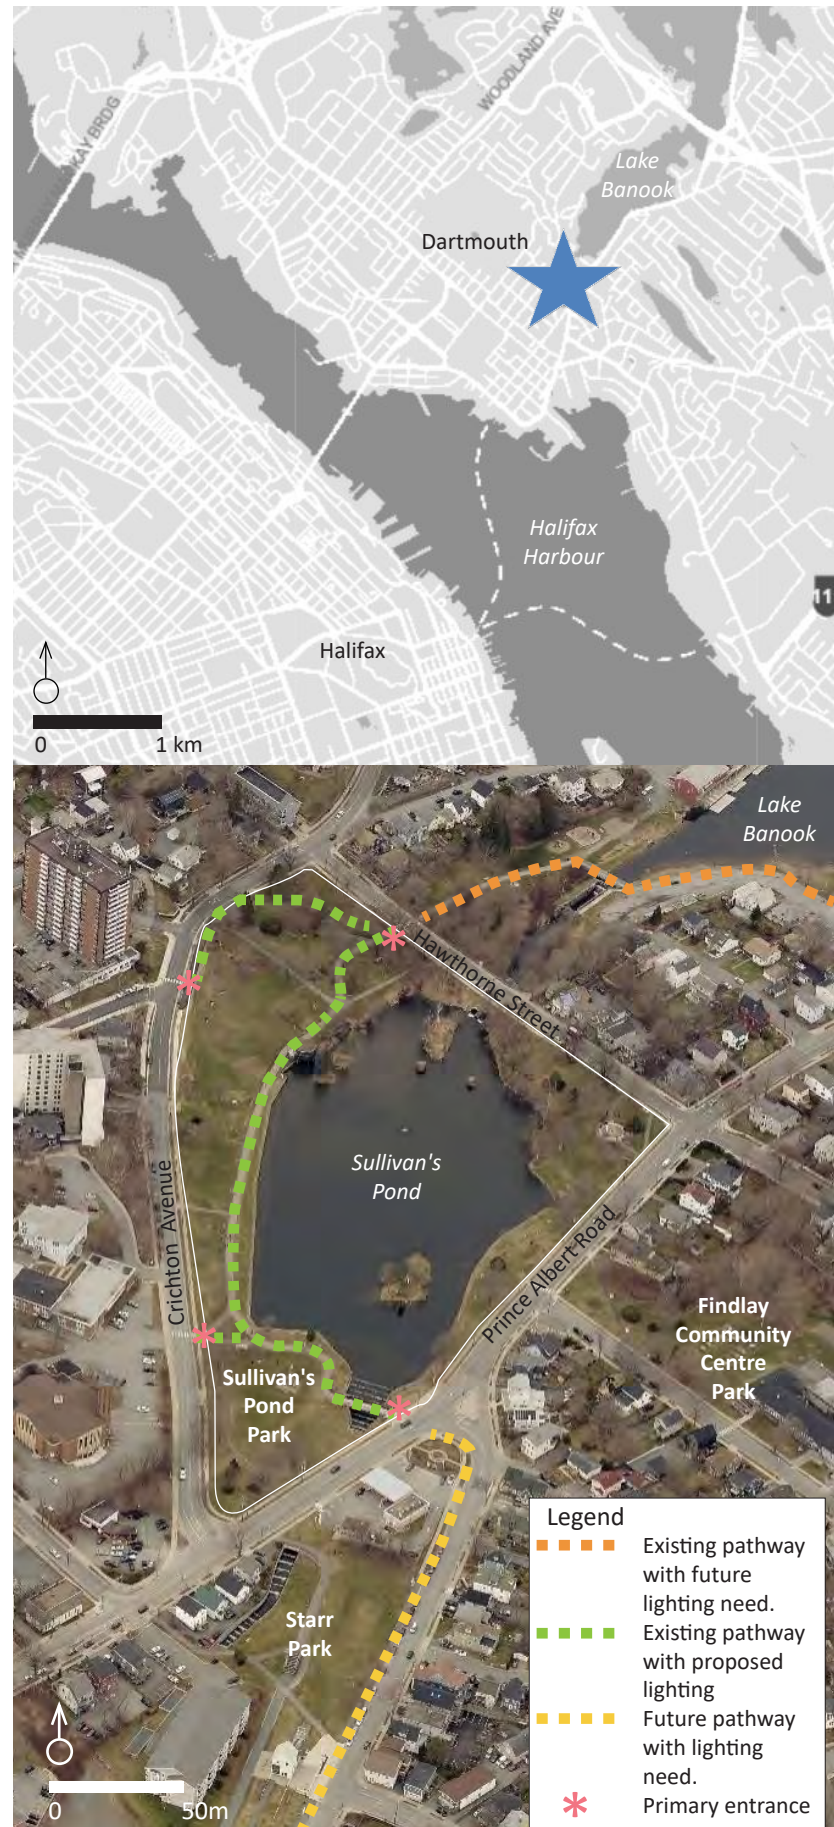 WOODLAND AVE
KAY BRDG
Lake
Banook
Dartmouth
Halifax
Harbour
11
Halifax
0 1 km
Lake
Banook
Hawthorne Street
Sullivan's
Pond
Crichton Avenue
Prince Albert Road
Findlay
Community
Centre
Park
Sullivan's
Pond
Park
Starr
Park
0 50m
Legend
Existing pathway
with future
lighting need.
Existing pathway
with proposed
lighting
Future pathway
with lighting
need.
Primary entrance